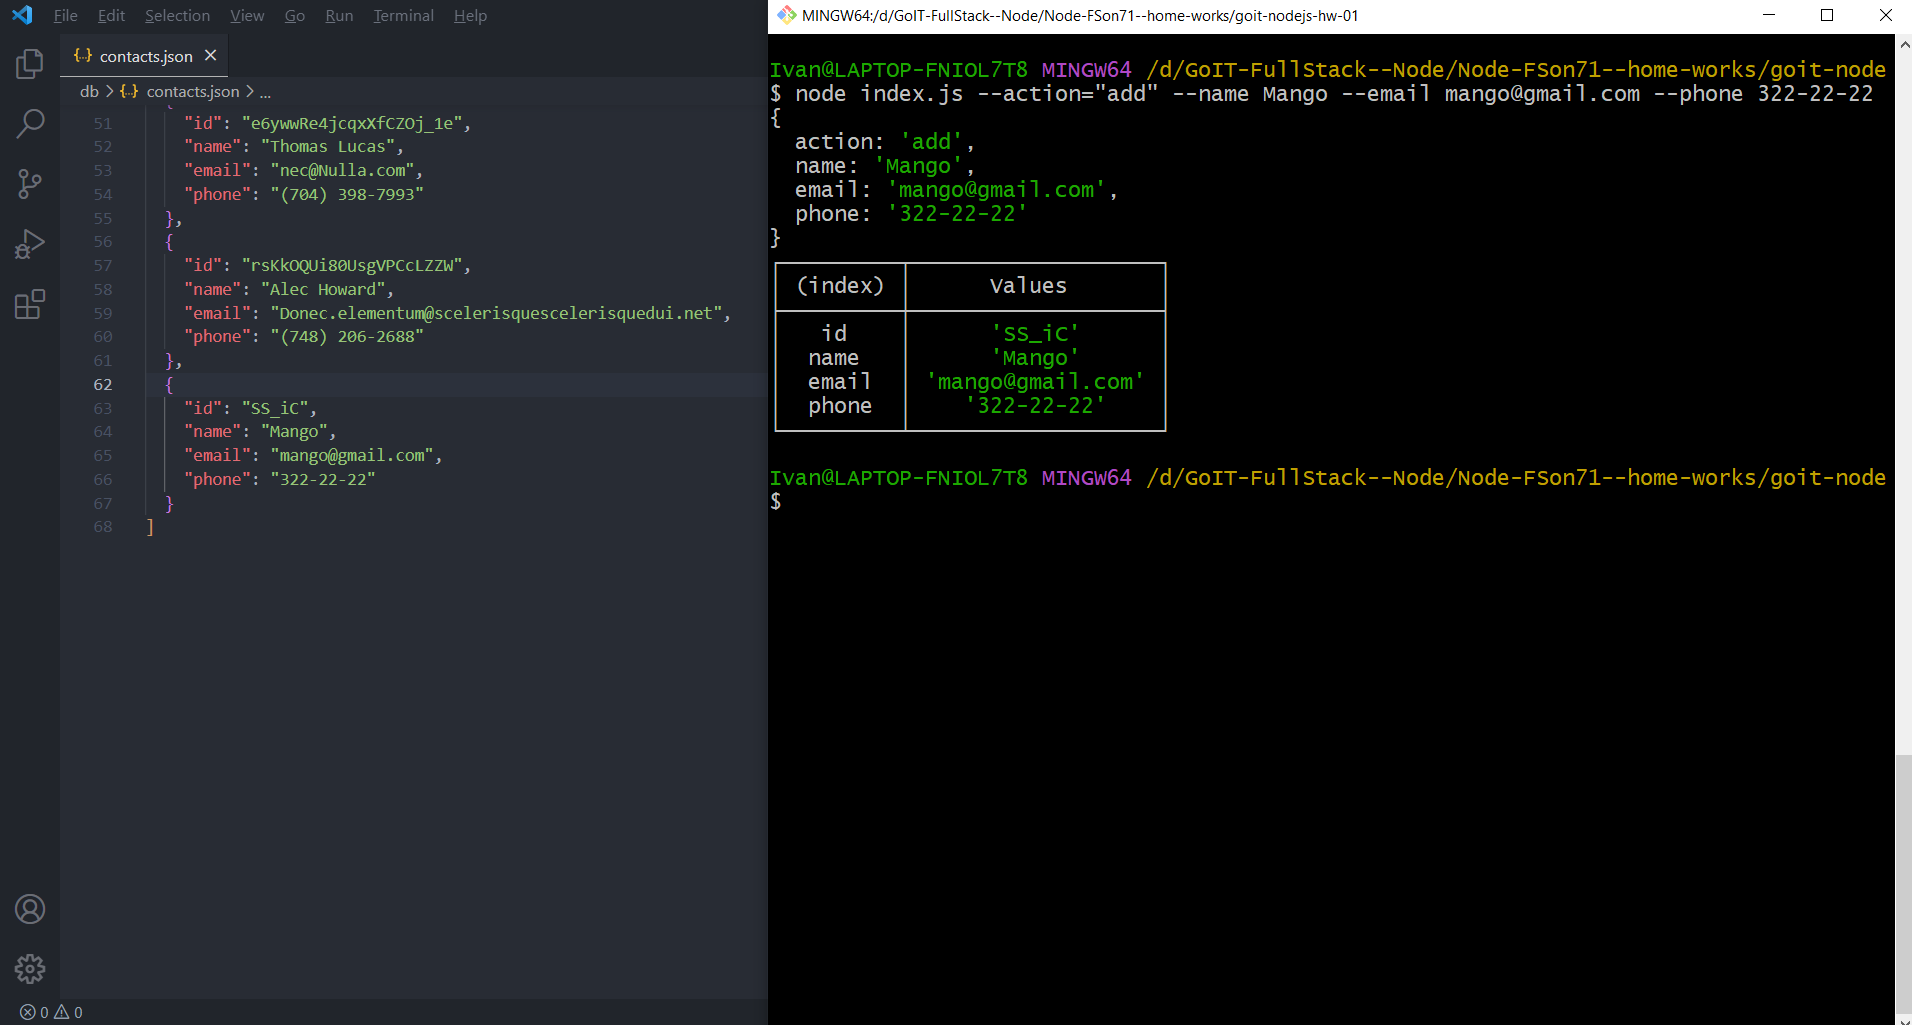 File Edit Selection View Go Run Terminal Help
{..} contacts.json
db > {..} contacts.json > ...
{
51 "id": "e6ywwRe4jcqxXfCZOj_1e",
52 "name": "Thomas Lucas",
53 "email": "nec@Nulla.com",
54 "phone": "(704) 398-7993"
55 },
56 {
57 "id": "rsKkOQUi80UsgVPCcLZZW",
58 "name": "Alec Howard",
59 "email": "Donec.elementum@scelerisquescelerisquedui.net",
60 "phone": "(748) 206-2688"
61 },
62 {
63 "id": "SS_iC",
64 "name": "Mango",
65 "email": "mango@gmail.com",
66 "phone": "322-22-22"
67 }
68 ]
0 0
MINGW64:/d/GoIT-FullStack--Node/Node-FSon71--home-works/goit-nodejs-hw-01
Ivan@LAPTOP-FNIOL7T8 MINGW64 /d/GoIT-FullStack--Node/Node-FSon71--home-works/goit-node
$ node index.js --action="add" --name Mango --email mango@gmail.com --phone 322-22-22
{
action: 'add',
name: 'Mango',
email: 'mango@gmail.com',
phone: '322-22-22'
}
(index) Values
id 'SS_iC'
name 'Mango'
email 'mango@gmail.com'
phone '322-22-22'
Ivan@LAPTOP-FNIOL7T8 MINGW64 /d/GoIT-FullStack--Node/Node-FSon71--home-works/goit-node
$